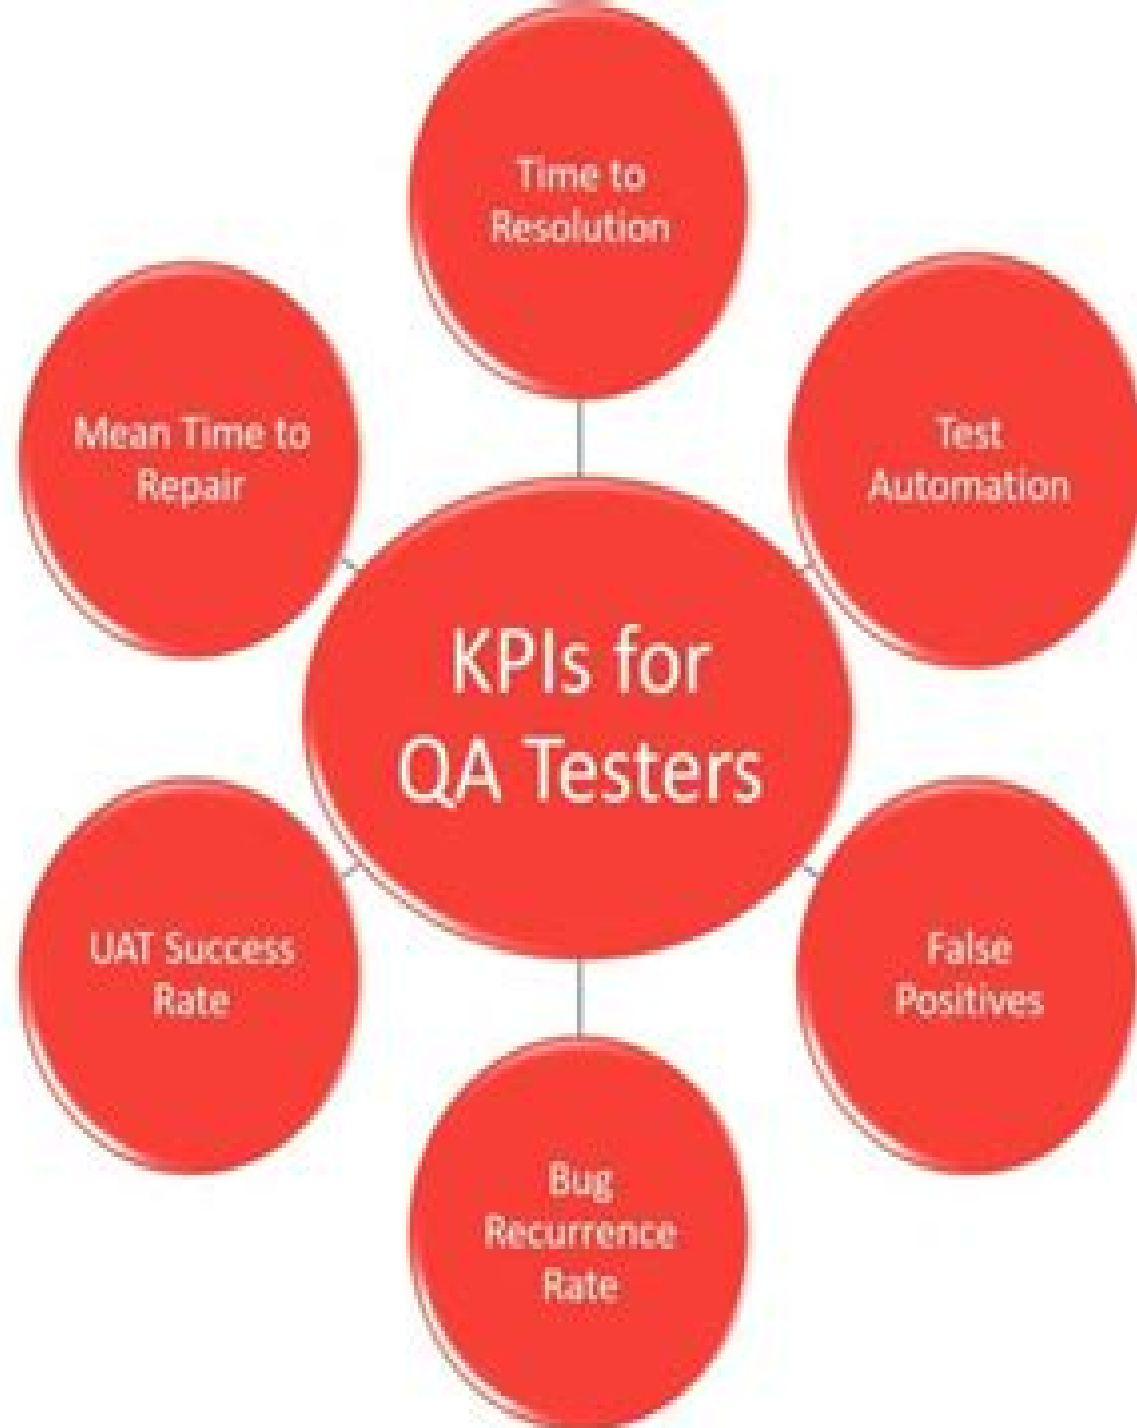 Time to
Resolution
Test
Automation
False
Positives
Bug
Recurrence
Rate
UAT Success
Rate
Mean Time to
Repair
KPIs for
QA Testers